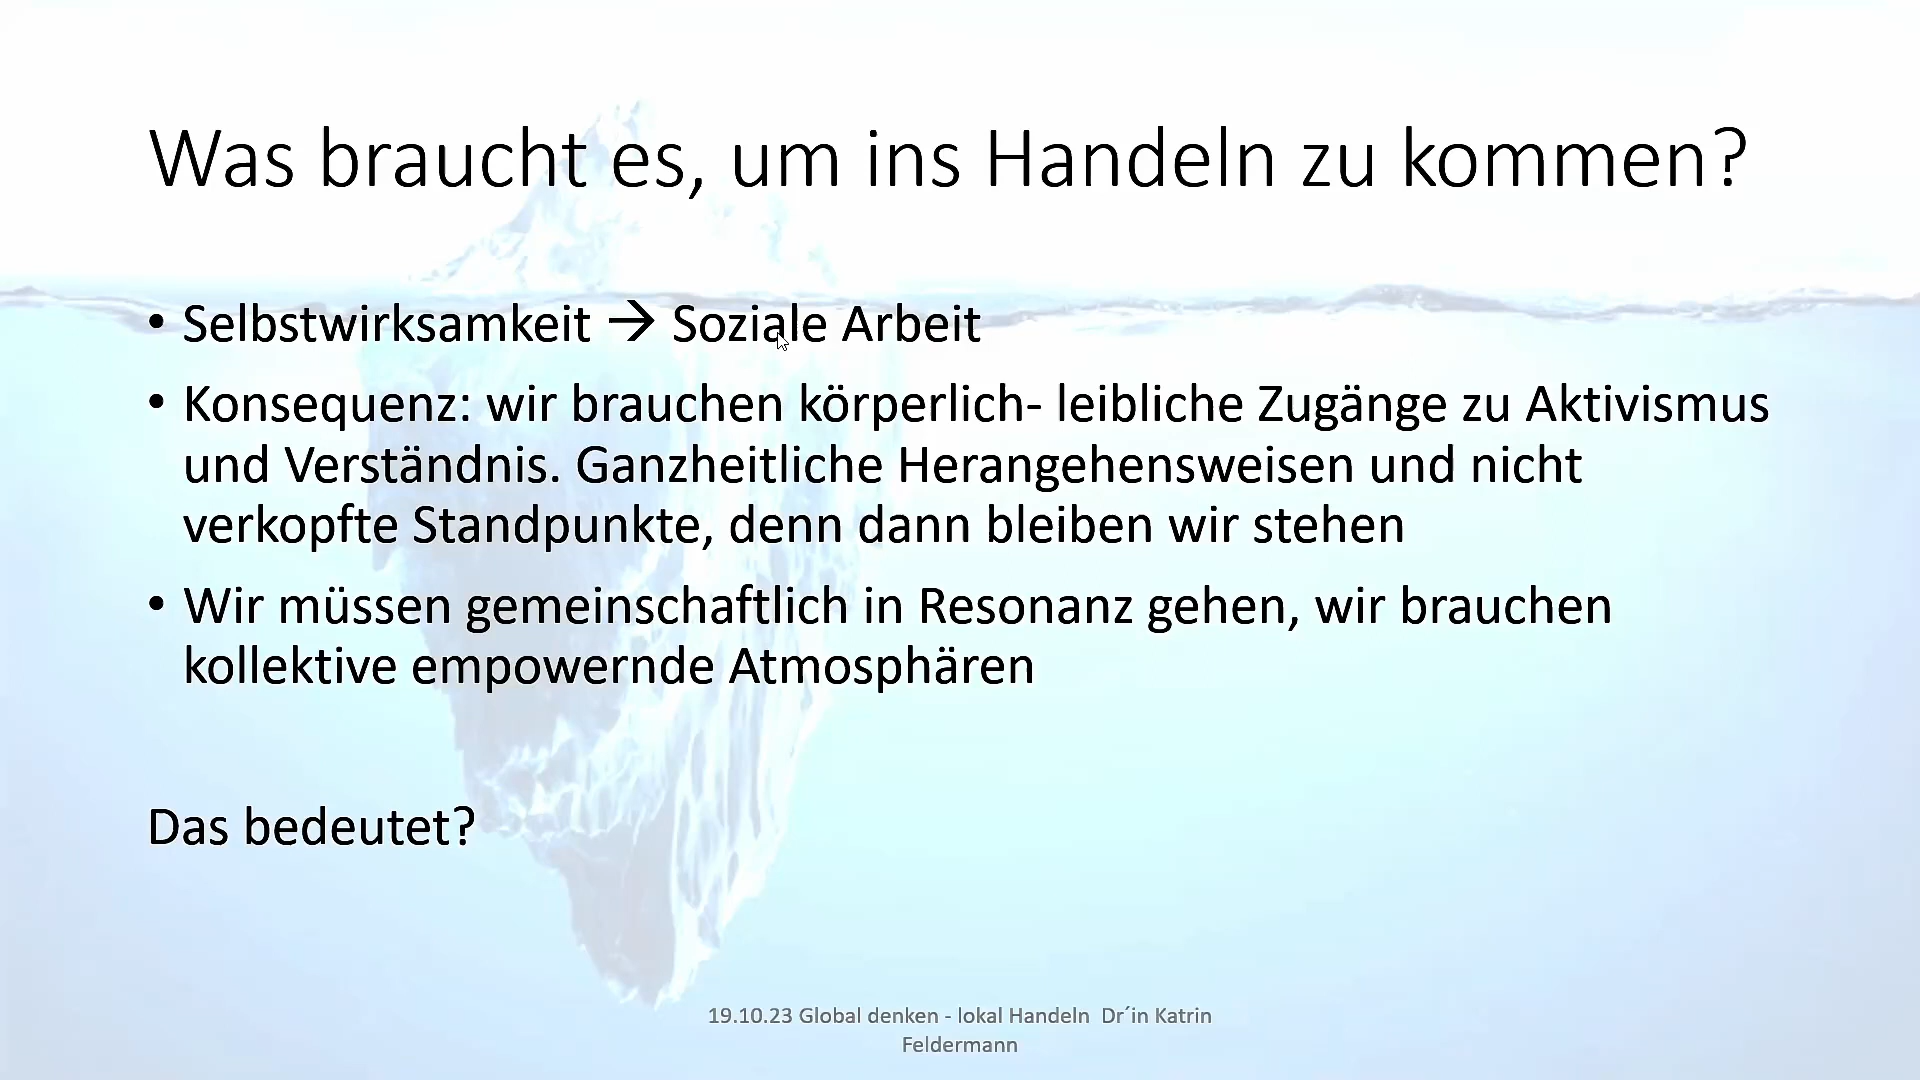 Was braucht es, um ins Handeln zu kommen?
• Selbstwirksamkeit → Soziale Arbeit
• Konsequenz: wir brauchen körperlich- leibliche Zugänge zu Aktivismus
und Verständnis. Ganzheitliche Herangehensweisen und nicht
verkopfte Standpunkte, denn dann bleiben wir stehen
• Wir müssen gemeinschaftlich in Resonanz gehen, wir brauchen
kollektive empowernde Atmosphären
Das bedeutet?
19.10.23 Global denken - lokal Handeln  Dr´in Katrin
Feldermann